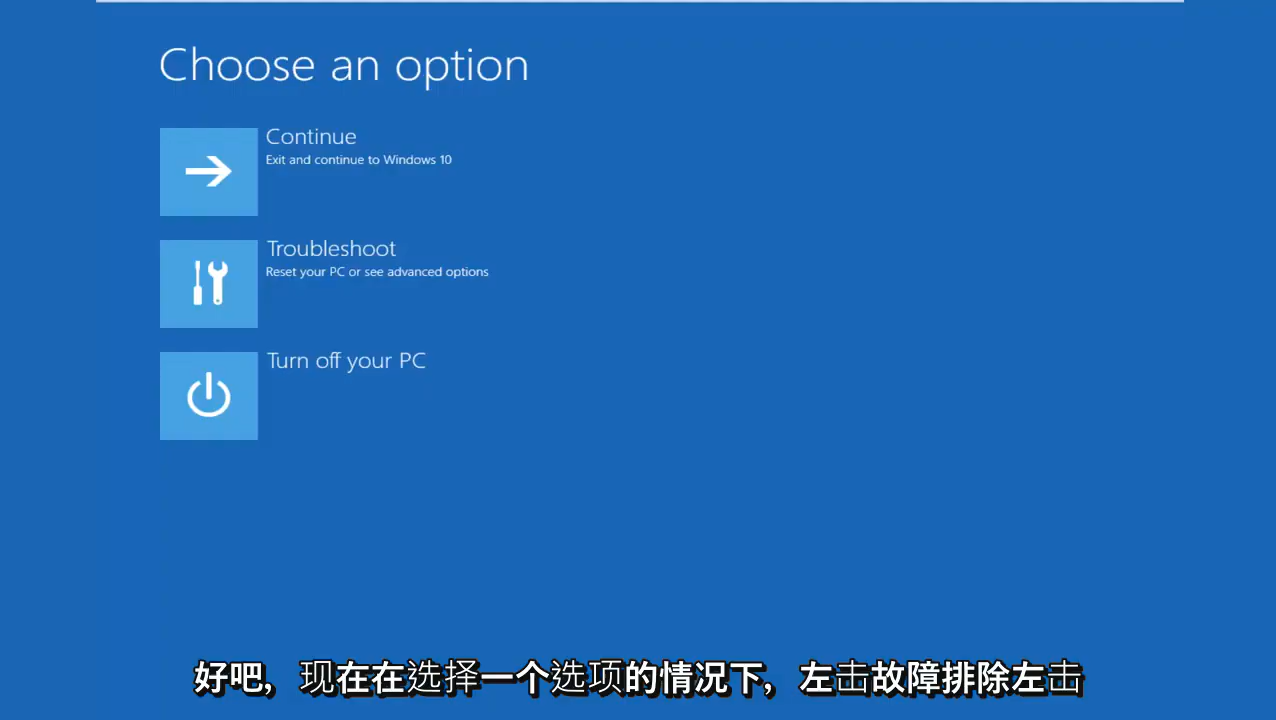 Choose an option
Continue
Exit and continue to Windows 10
Troubleshoot
Reset your PC or see advanced options
Turn off your PC
好吧, 现在在选择一个选项的情况下, 左击故障排除左击